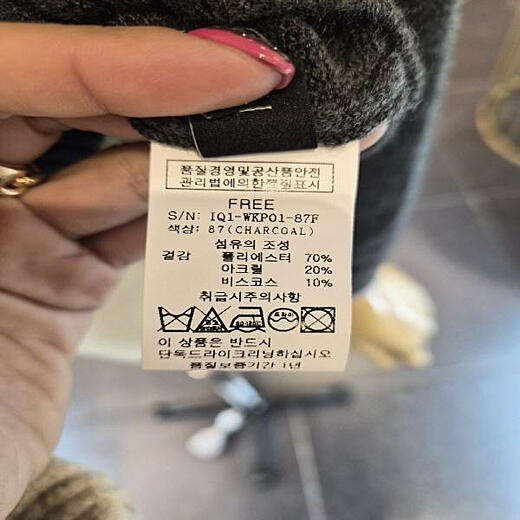 품질경영및공산품안전
관리법에의한품질표시
FREE
S/N: IQ1-WKP01-87F
색상: 87(CHARCOAL)
섬유의 조성
겉감 폴리에스터 70%
아크릴 20%
비스코스 10%
취급시주의사항
이 상품은 반드시
단독드라이크리닝하십시오
품질보증기간 1년